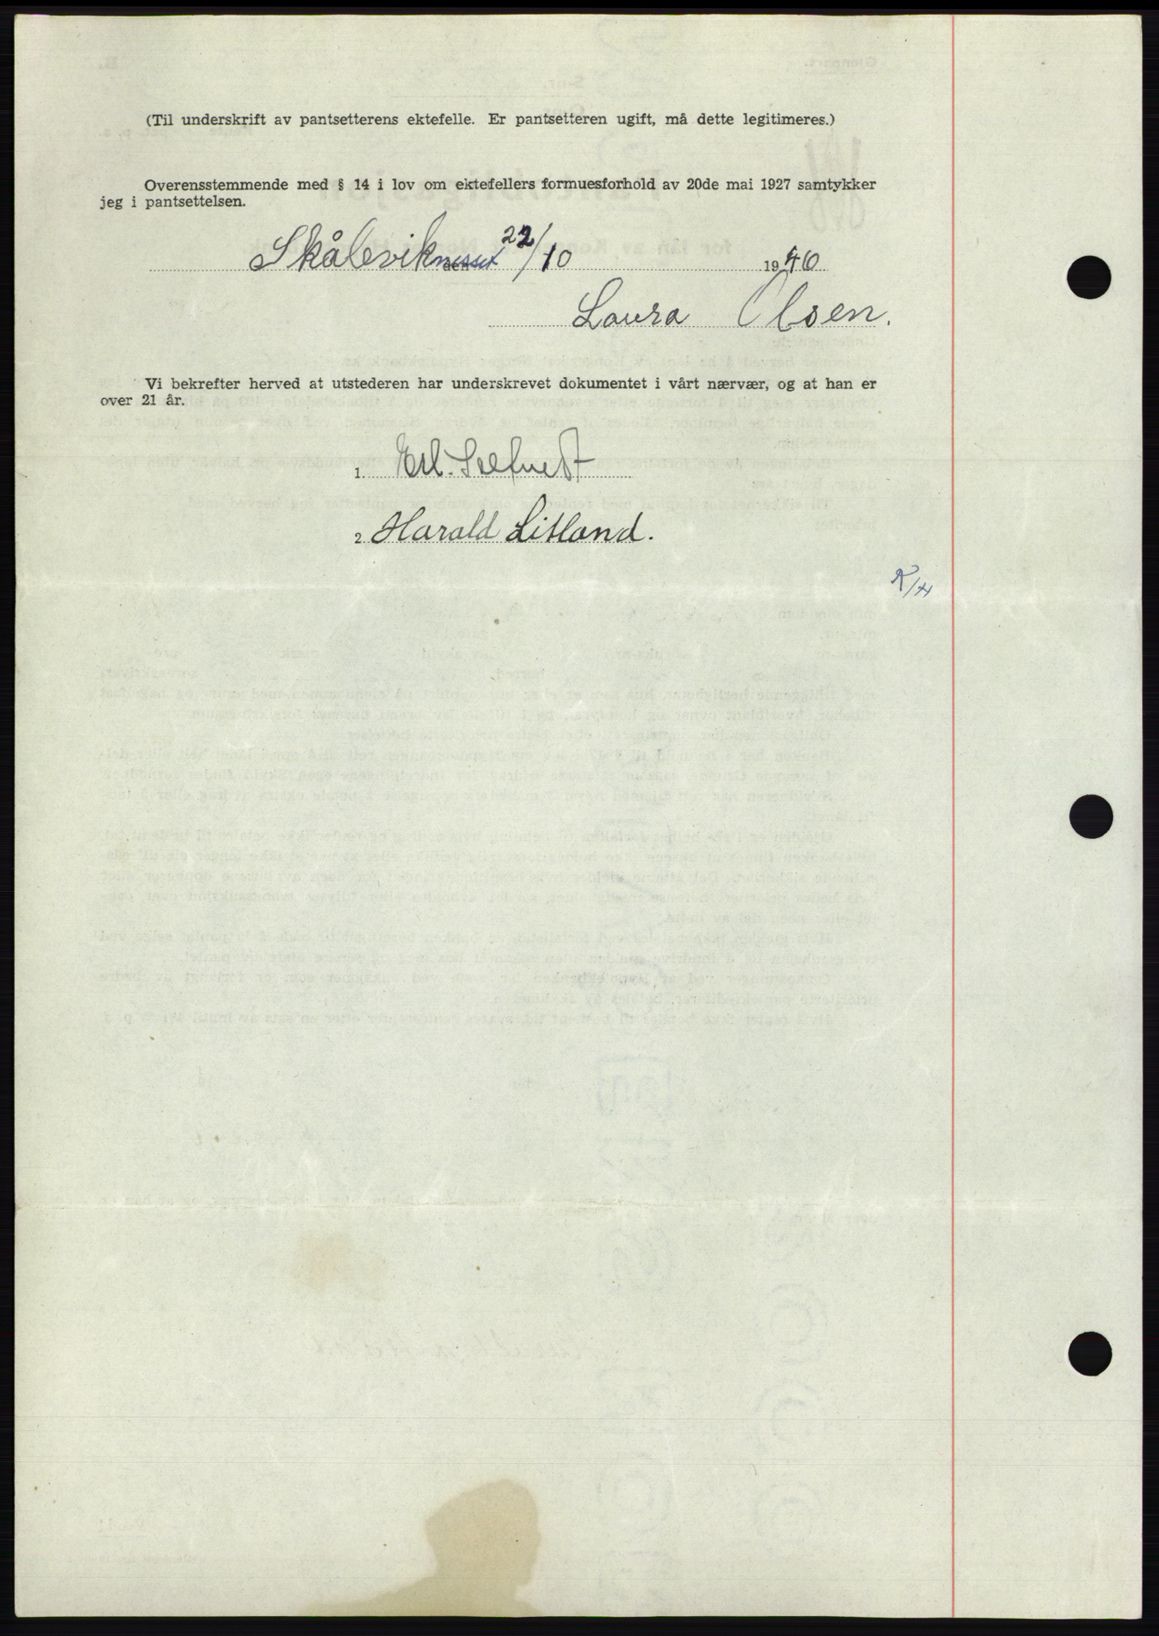 (Til underskrift av pantsetterens ektefelle. Er pantsetteren ugift, må dette legitimeres.)
Overensstemmende med § 14 i lov om ektefellers formuesforhold av 20de mai 1927 samtykker
jeg i pantsettelsen.
Skålevik den 22/10 1946
Laura Olsen.
Vi bekrefter herved at utstederen har underskrevet dokumentet i vårt nærvær, og at han er
over 21 år.
1.
2. Harald Litland.